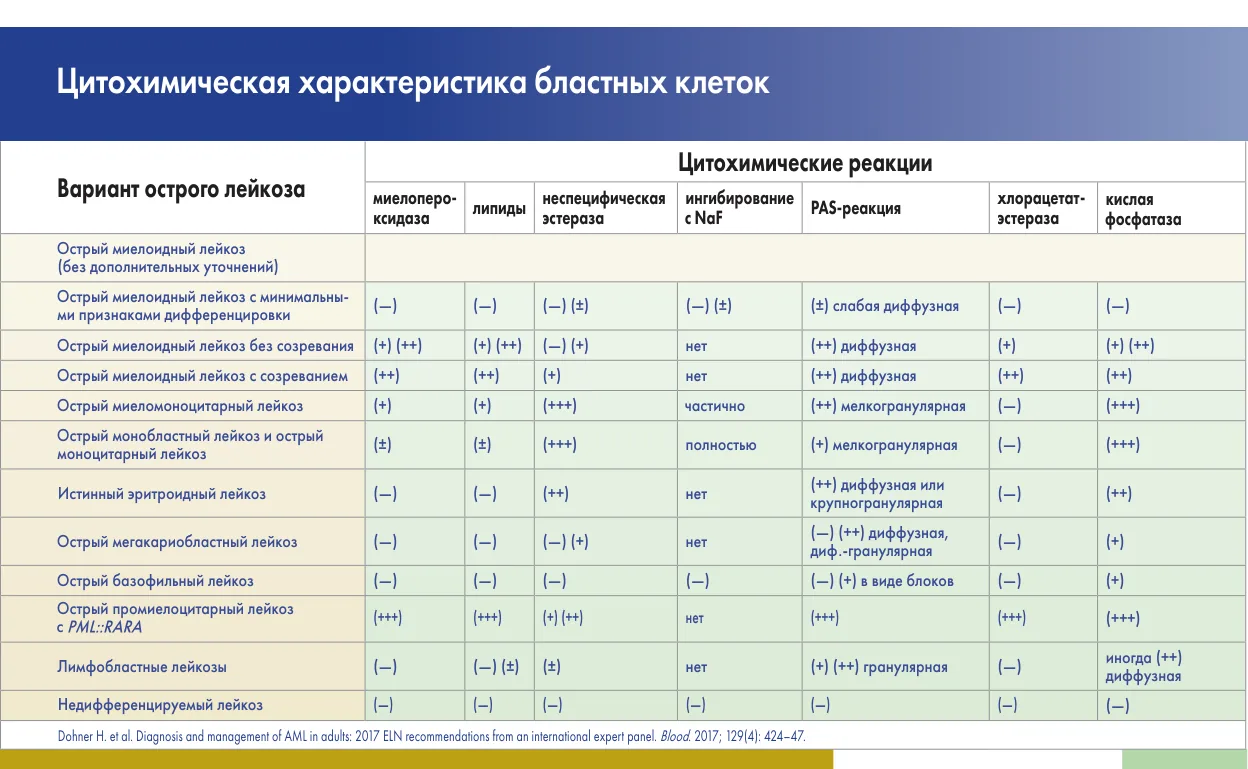 Цитохимическая характеристика бластных клеток
Вариант острого лейкоза
Цитохимические реакции
миелоперо-
ксидаза
липиды
неспецифическая
эстераза
ингибирование
с NaF
PAS-реакция
хлорацетат-
эстераза
кислая
фосфатаза
Острый миелоидный лейкоз
(без дополнительных уточнений)
Острый миелоидный лейкоз с минимальны-
ми признаками дифференцировки
(—)
(—)
(—) (±)
(—) (±)
(±) слабая диффузная
(—)
(—)
Острый миелоидный лейкоз без созревания
(+) (++)
(+) (++)
(—) (+)
нет
(++) диффузная
(+)
(+) (++)
Острый миелоидный лейкоз с созреванием
(++)
(++)
(+)
нет
(++) диффузная
(++)
(++)
Острый миеломоноцитарный лейкоз
(+)
(+)
(+++)
частично
(++) мелкогранулярная
(—)
(+++)
Острый монобластный лейкоз и острый
моноцитарный лейкоз
(±)
(±)
(+++)
полностью
(+) мелкогранулярная
(—)
(+++)
Истинный эритроидный лейкоз
(—)
(—)
(++)
нет
(++) диффузная или
крупногранулярная
(—)
(++)
Острый мегакариобластный лейкоз
(—)
(—)
(—) (+)
нет
(—) (++) диффузная,
диф.-гранулярная
(—)
(+)
Острый базофильный лейкоз
(—)
(—)
(—)
(—)
(—) (+) в виде блоков
(—)
(+)
Острый промиелоцитарный лейкоз
с PML::RARA
(+++)
(+++)
(+) (++)
нет
(+++)
(+++)
(+++)
Лимфобластные лейкозы
(—)
(—) (±)
(±)
нет
(+) (++) гранулярная
(—)
иногда (++)
диффузная
Недифференцируемый лейкоз
(—)
(—)
(—)
(—)
(—)
(—)
(—)
Dohner H. et al. Diagnosis and management of AML in adults: 2017 ELN recommendations from an international expert panel. Blood. 2017; 129(4): 424–47.